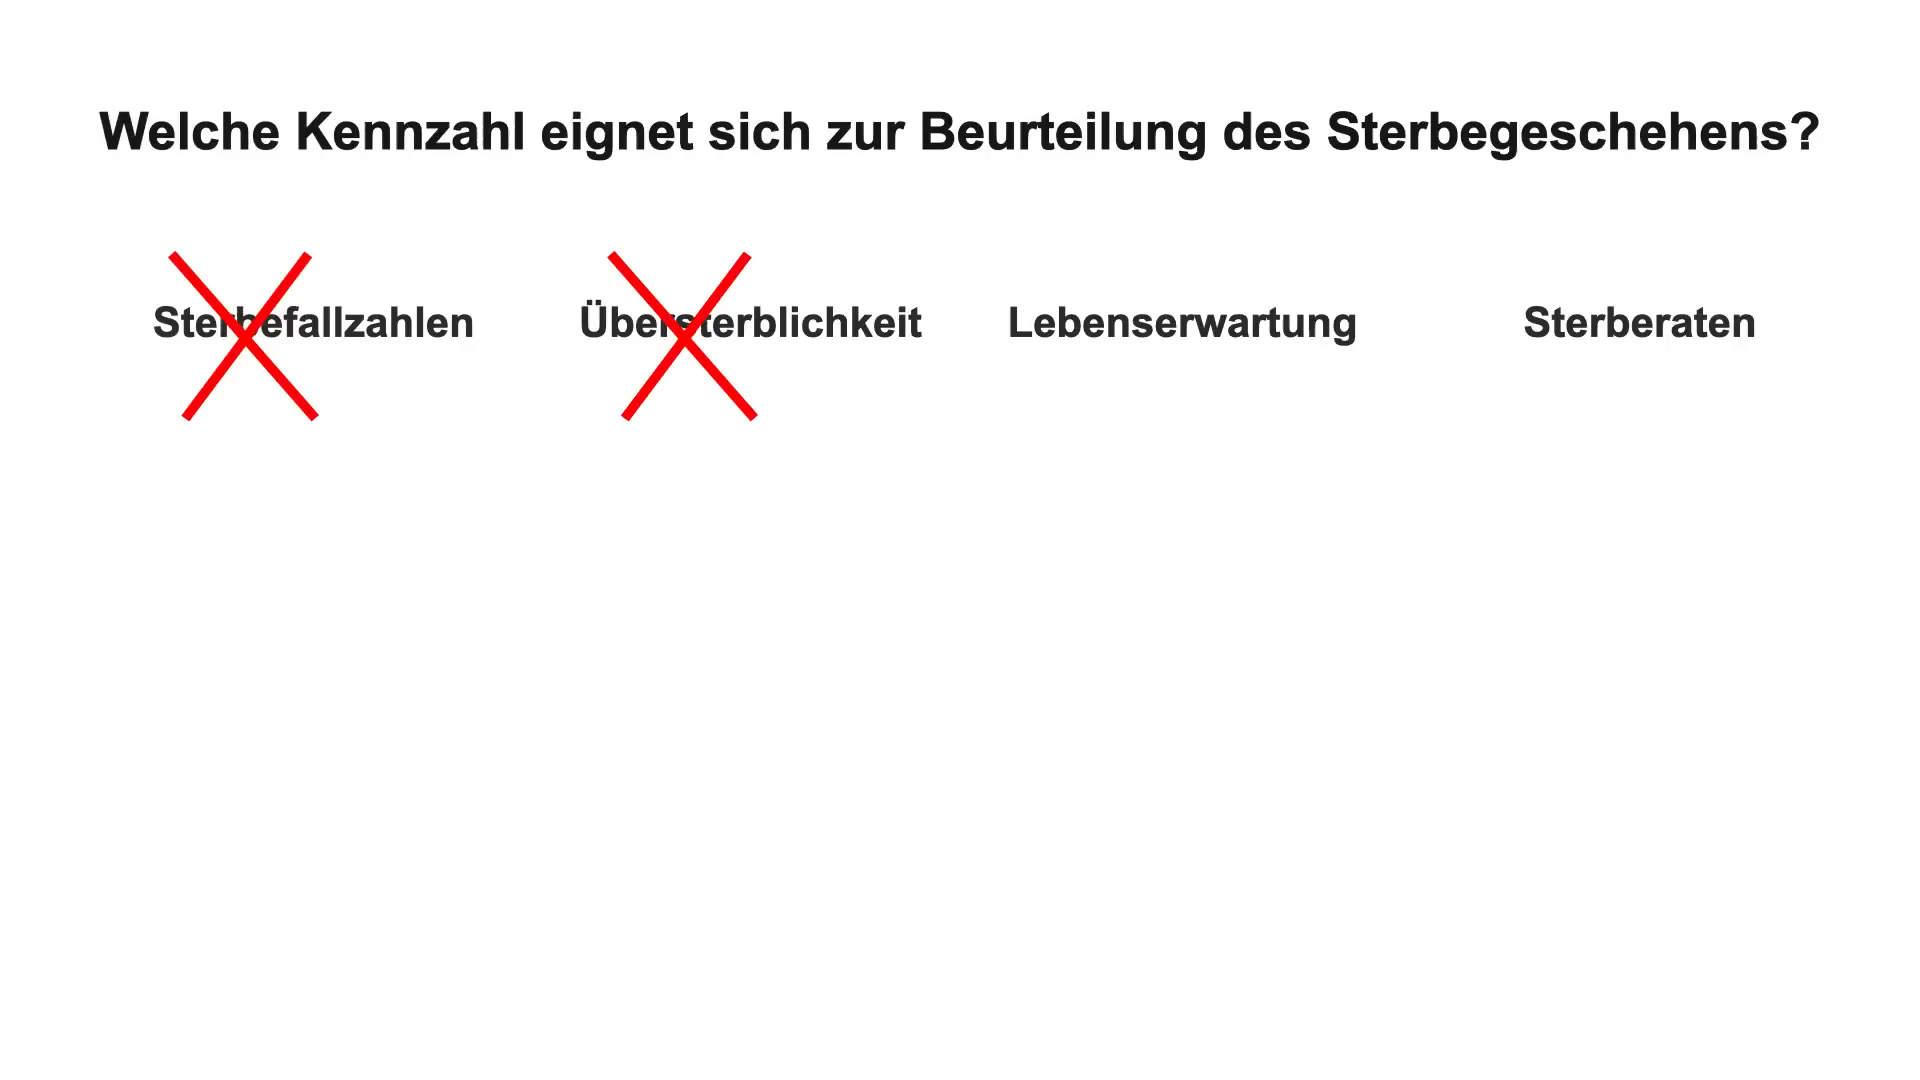 Welche Kennzahl eignet sich zur Beurteilung des Sterbegeschehens?
Sterbefallzahlen Übersterblichkeit Lebenserwartung Sterberaten